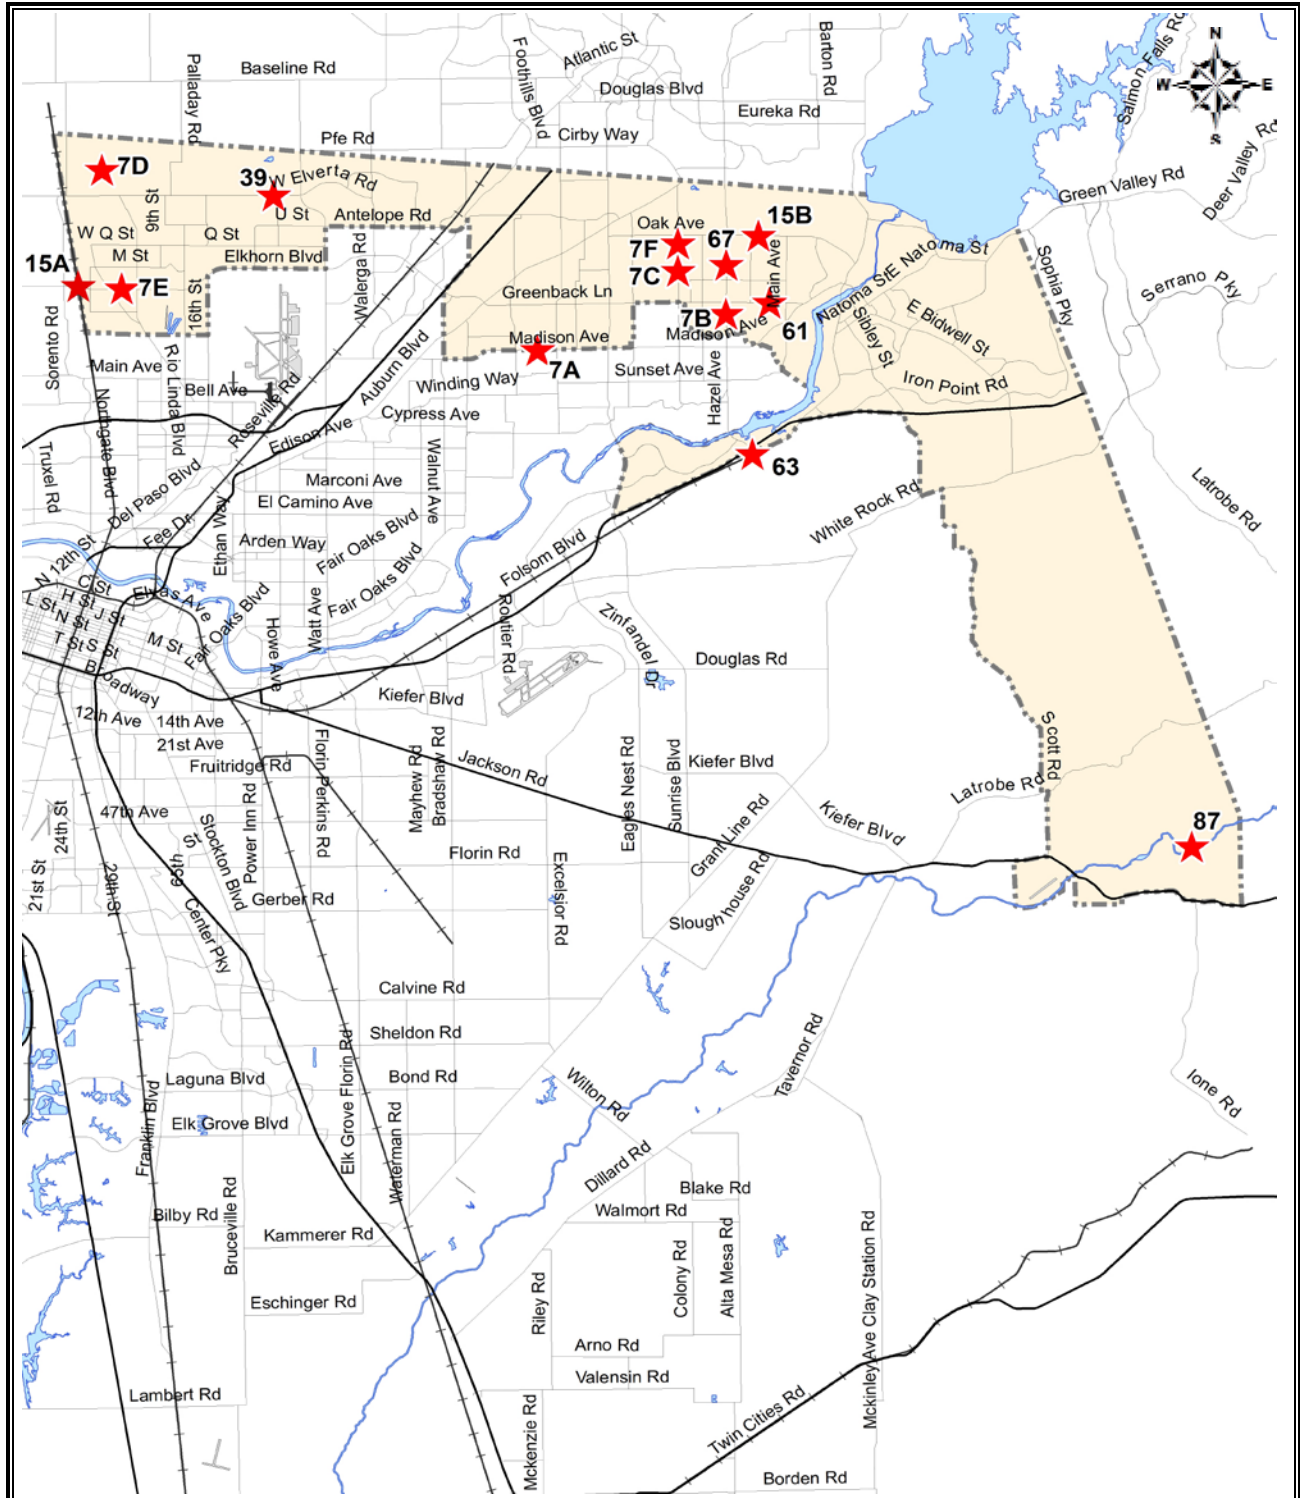 Baseline Rd
Palladay Rd
Foothills Blvd
Atlantic St
Barton Rd
Salmon Falls Rd
N
W
E
S
Douglas Blvd
Eureka Rd
Cirby Way
Pfe Rd
Deer Valley Rd
Green Valley Rd
7D
39
W Elverta Rd
9th St
U St
Antelope Rd
Oak Ave
15B
W Q St
Q St
7F
67
M St
Elkhorn Blvd
Walerga Rd
7C
Main Ave
E Natoma St
Natoma St
Sophia Pky
Serrano Pky
15A
7E
16th St
Greenback Ln
7B
Madison Ave
Madison Ave
61
Sibley St
E Bidwell St
Sorento Rd
Main Ave
Rio Linda Blvd
Auburn Blvd
7A
Sunset Ave
Hazel Ave
Iron Point Rd
Bell Ave
Roseville Rd
Winding Way
Cypress Ave
Northgate Blvd
Edison Ave
Truxel Rd
Walnut Ave
63
Latrobe Rd
Del Paso Blvd
Marconi Ave
El Camino Ave
White Rock Rd
Fee Dr
Ethan Way
Arden Way
Fair Oaks Blvd
Folsom Blvd
N 12th St
C St
H St
L St
J St
N St
T St
S St
Elvas Ave
M St
Fair Oaks Blvd
Fair Oaks Blvd
Watt Ave
Howe Ave
Routier Rd
Zinfandel Dr
Douglas Rd
Broadway
Kiefer Blvd
12th Ave
14th Ave
21st Ave
Fruitridge Rd
Florin Perkins Rd
Mayhew Rd
Bradshaw Rd
Jackson Rd
Eagles Nest Rd
Sunrise Blvd
Kiefer Blvd
Scott Rd
Latrobe Rd
47th Ave
24th St
21st St
Stockton Blvd
Power Inn Rd
65th St
Florin Rd
Grant Line Rd
Kiefer Blvd
87
29th St
Center Pky
Gerber Rd
Excelsior Rd
Slough house Rd
Calvine Rd
Sheldon Rd
Bond Rd
Laguna Blvd
Elk Grove Florin Rd
Wilton Rd
Tavernor Rd
Ione Rd
Franklin Blvd
Elk Grove Blvd
Waterman Rd
Dillard Rd
Blake Rd
Walmort Rd
Bilby Rd
Bruceville Rd
Kammerer Rd
Colony Rd
Alta Mesa Rd
Mckinley Ave Clay Station Rd
Eschinger Rd
Riley Rd
Arno Rd
Valensin Rd
Lambert Rd
Mckenzie Rd
Twin Cities Rd
Borden Rd